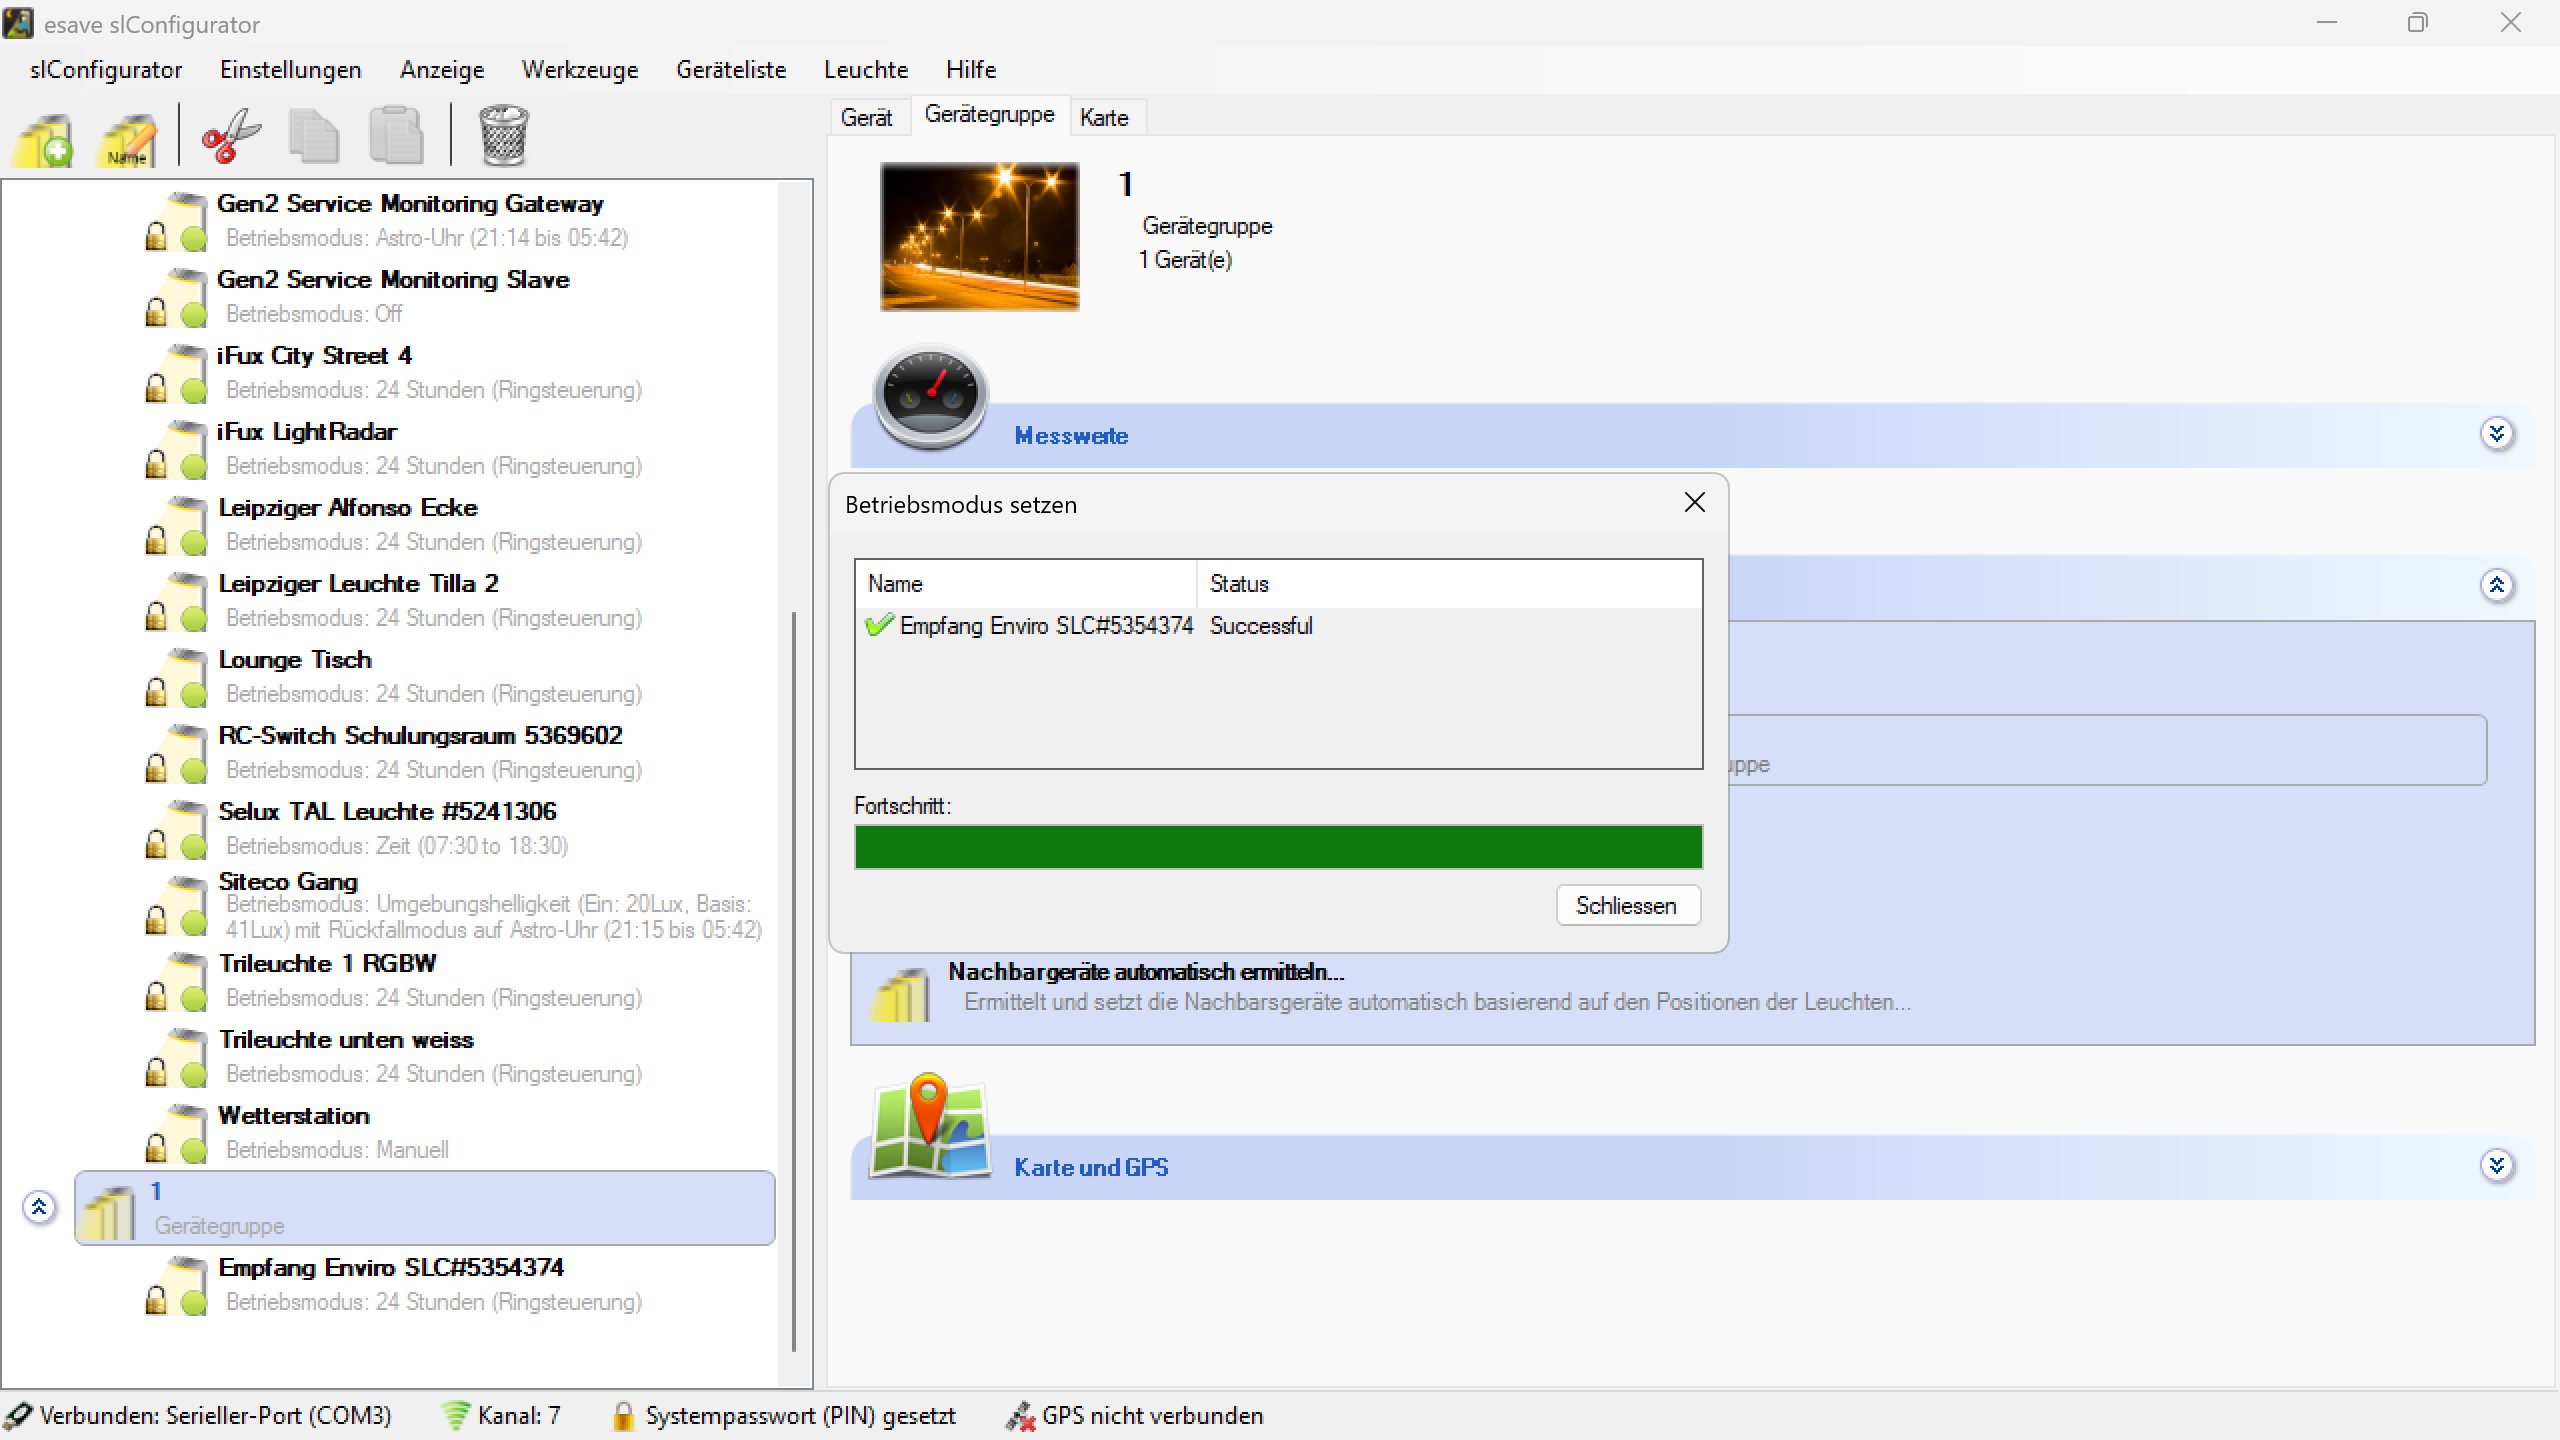 esave slConfigurator
slConfigurator Einstellungen Anzeige Werkzeuge Geräteliste Leuchte Hilfe
Name
Gen2 Service Monitoring Gateway
Betriebsmodus: Astro-Uhr (21:14 bis 05:42)
Gen2 Service Monitoring Slave
Betriebsmodus: Off
iFux City Street 4
Betriebsmodus: 24 Stunden (Ringsteuerung)
iFux LightRadar
Betriebsmodus: 24 Stunden (Ringsteuerung)
Leipziger Alfonso Ecke
Betriebsmodus: 24 Stunden (Ringsteuerung)
Leipziger Leuchte Tilla 2
Betriebsmodus: 24 Stunden (Ringsteuerung)
Lounge Tisch
Betriebsmodus: 24 Stunden (Ringsteuerung)
RC-Switch Schulungsraum 5369602
Betriebsmodus: 24 Stunden (Ringsteuerung)
Selux TAL Leuchte #5241306
Betriebsmodus: Zeit (07:30 to 18:30)
Siteco Gang
Betriebsmodus: Umgebungshelligkeit (Ein: 20Lux, Basis:
41Lux) mit Rückfallmodus auf Astro-Uhr (21:15 bis 05:42)
Trileuchte 1 RGBW
Betriebsmodus: 24 Stunden (Ringsteuerung)
Trileuchte unten weiss
Betriebsmodus: 24 Stunden (Ringsteuerung)
Wetterstation
Betriebsmodus: Manuell
1
Gerätegruppe
Empfang Enviro SLC#5354374
Betriebsmodus: 24 Stunden (Ringsteuerung)
Gerät Gerätegruppe Karte
1
Gerätegruppe
1 Gerät(e)
Messwerte
Betriebsmodus setzen
Name Status
Empfang Enviro SLC#5354374 Successful
Fortschritt:
Schliessen
uppe
Nachbargeräte automatisch ermitteln...
Ermittelt und setzt die Nachbarsgeräte automatisch basierend auf den Positionen der Leuchten...
Karte und GPS
Verbunden: Serieller-Port (COM3) Kanal: 7 Systempasswort (PIN) gesetzt GPS nicht verbunden